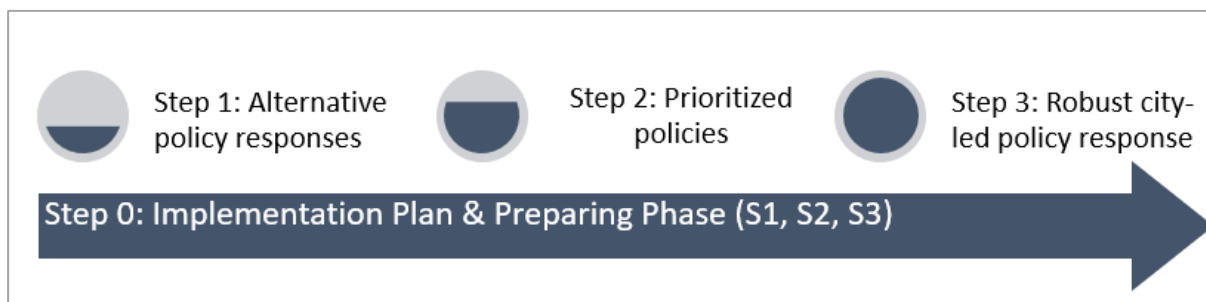 Step 1: Alternative
policy responses
Step 2: Prioritized
policies
Step 3: Robust city-
led policy response
Step 0: Implementation Plan & Preparing Phase (S1, S2, S3)